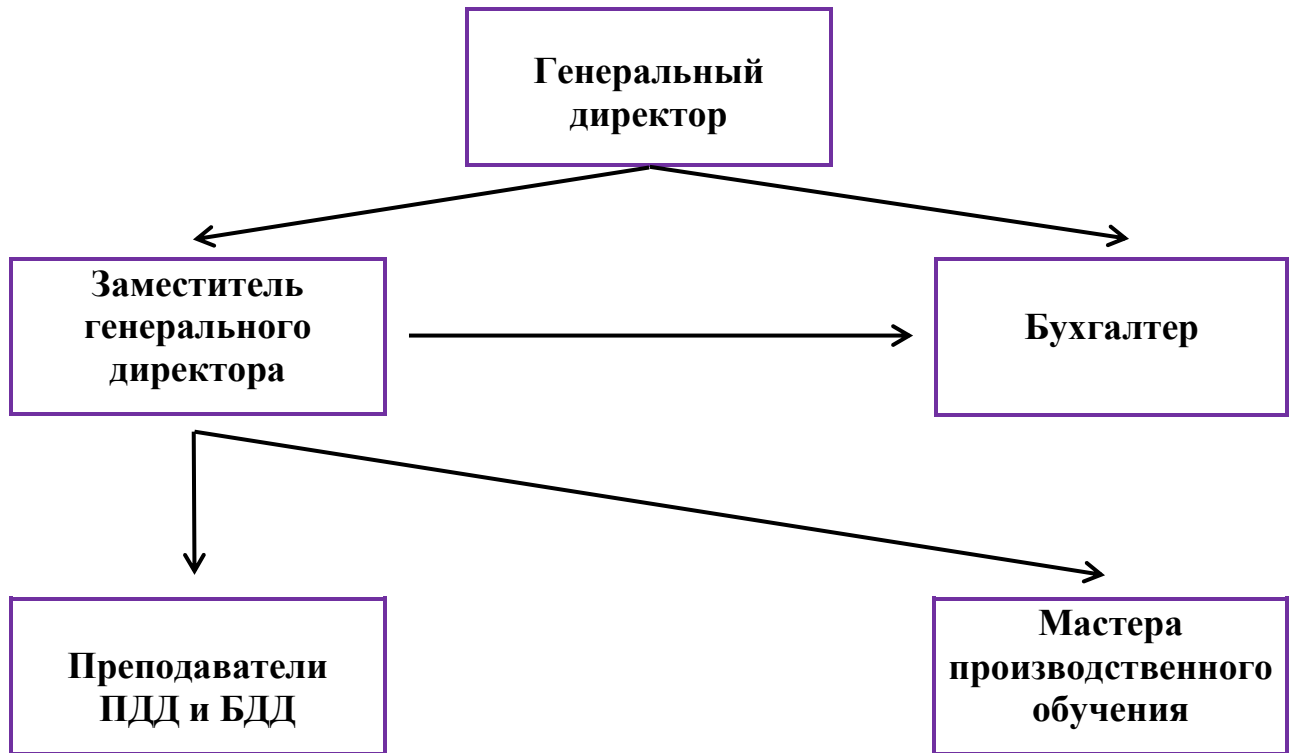 Генеральный
директор
Заместитель
генерального
директора
Бухгалтер
Преподаватели
ПДД и БДД
Мастера
производственного
обучения